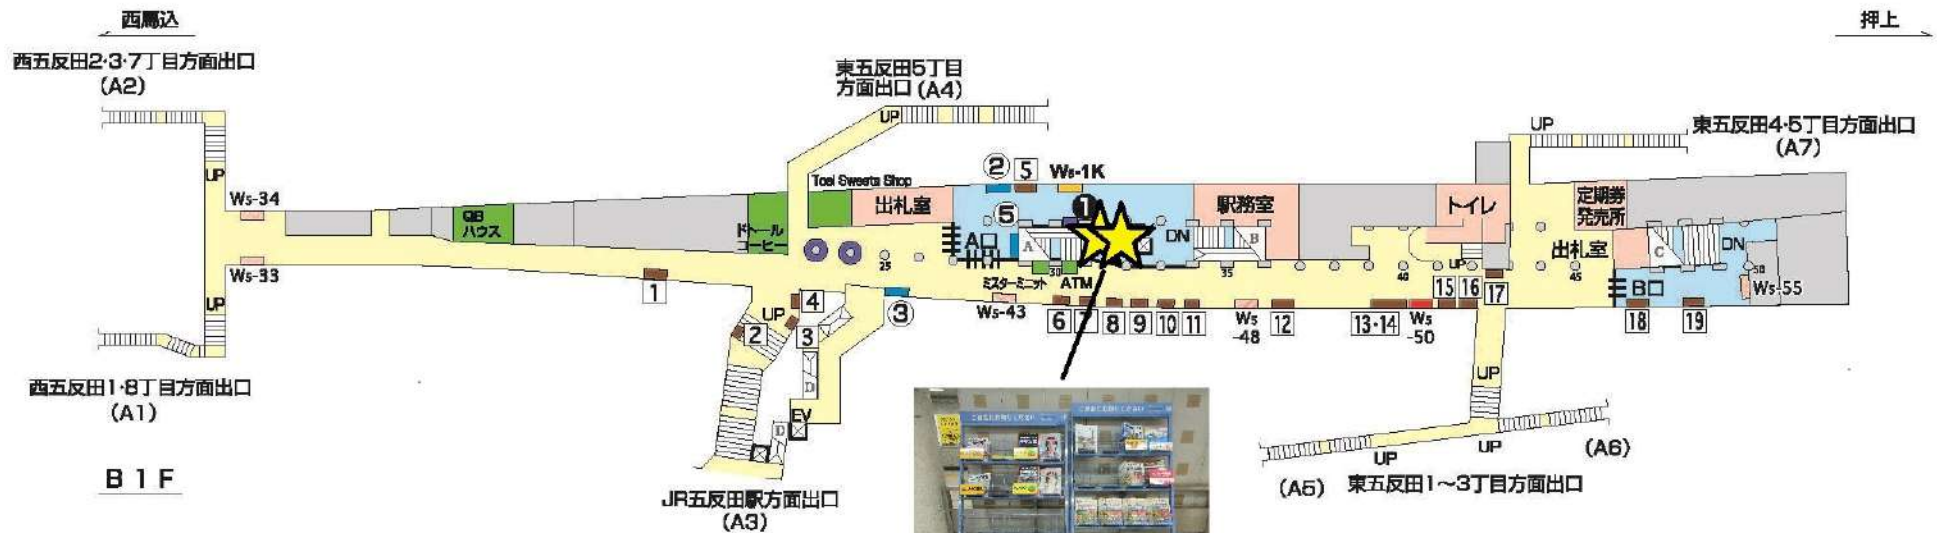 西馬込
押上
西五反田2・3・7丁目方面出口
(A2)
東五反田5丁目
方面出口(A4)
UP
UP
東五反田4・5丁目方面出口
(A7)
UP
Ws-34
Tosi Sweets Shop
② 5 Ws-1K
QB
ハウス
ドトール
コーヒー
出札室
⑤
❶
駅務室
トイレ
定期券
発売所
A口
A
DN
B
出札室
C
DN
Ws-33
25
30
35
40
45
50
ミスターミニット
ATM
UP
B口
Ws-55
1
4
UP
2
3
③
Ws-43
6
8
9
10
11
Ws
-48
12
13・14
Ws
-50
15
16
17
18
19
UP
西五反田1・8丁目方面出口
(A1)
D
EV
D
UP
UP
UP
(A6)
(A5)
東五反田1〜3丁目方面出口
B1F
JR五反田駅方面出口
(A3)